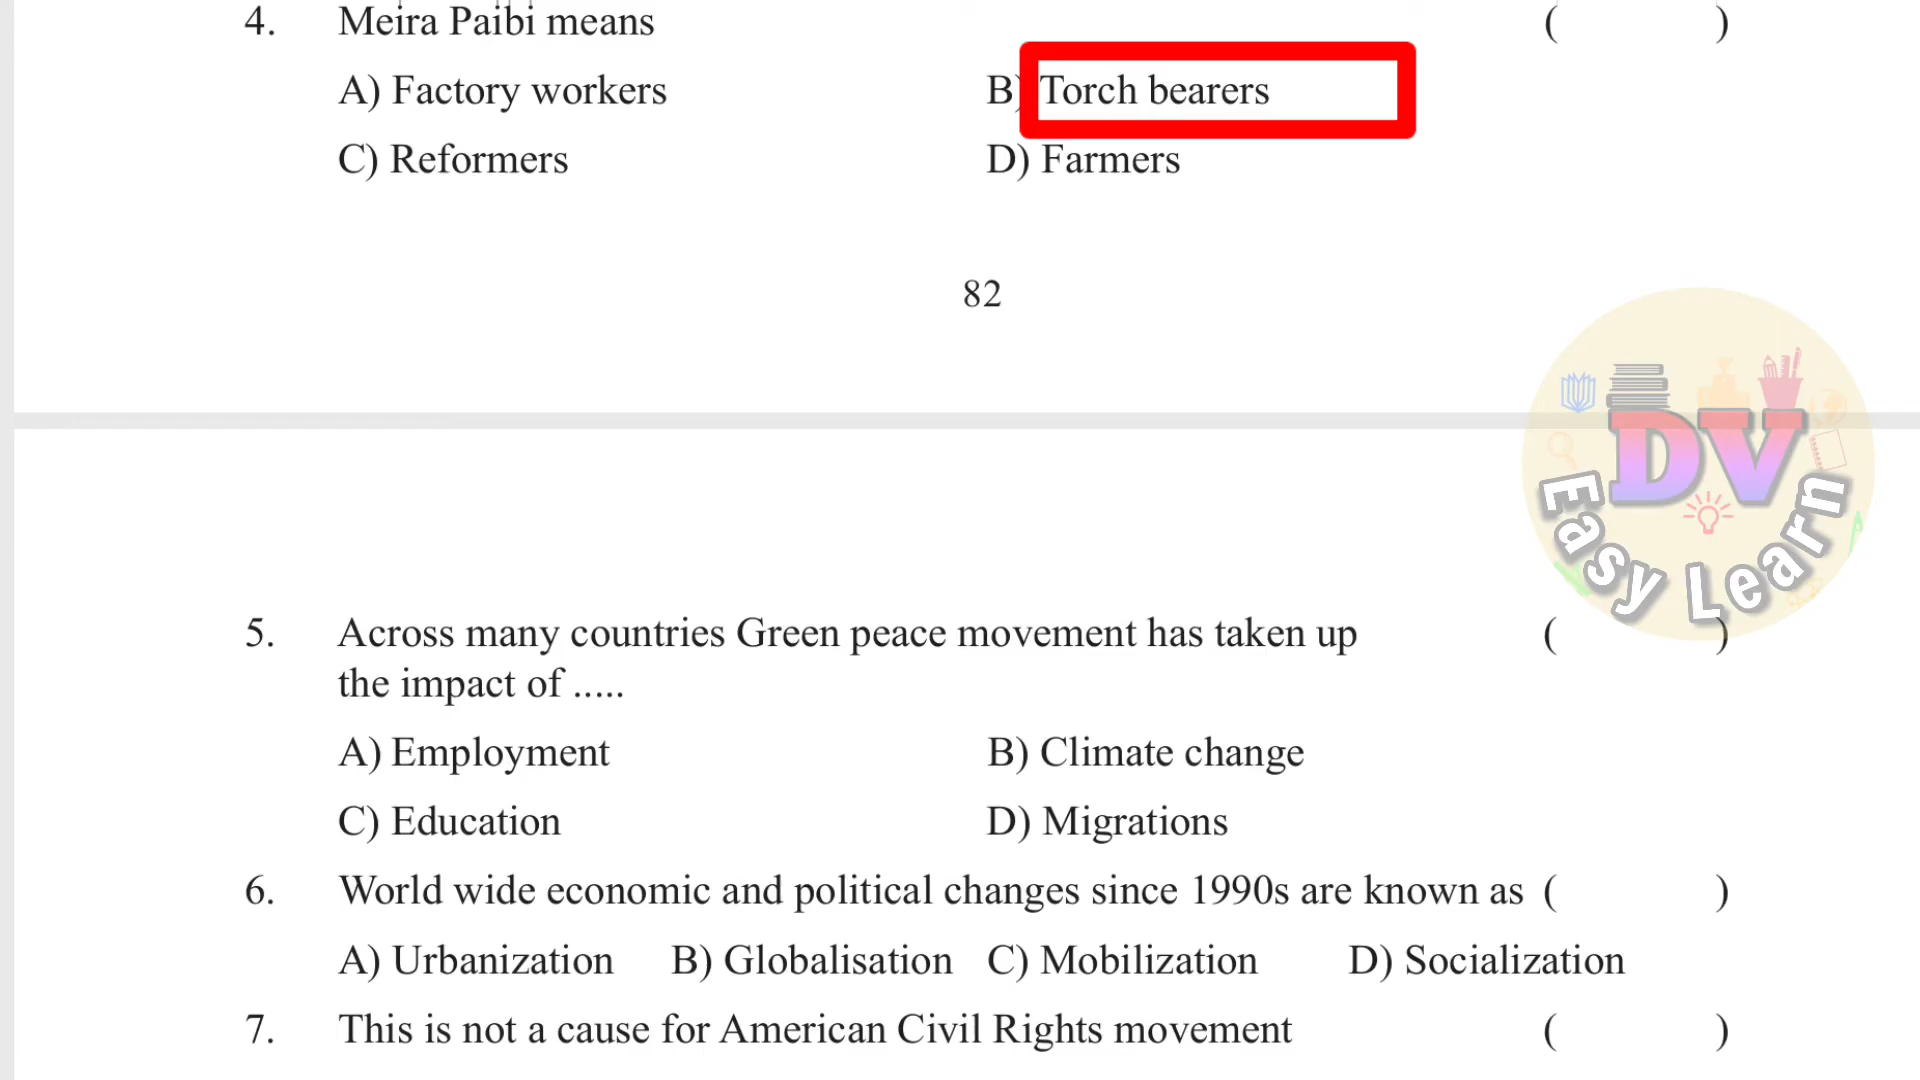 4. Meira Paibi means ( )
A) Factory workers B) Torch bearers
C) Reformers D) Farmers
82
DV
Easy Learn
5. Across many countries Green peace movement has taken up ( )
the impact of .....
A) Employment B) Climate change
C) Education D) Migrations
6. World wide economic and political changes since 1990s are known as ( )
A) Urbanization B) Globalisation C) Mobilization D) Socialization
7. This is not a cause for American Civil Rights movement ( )